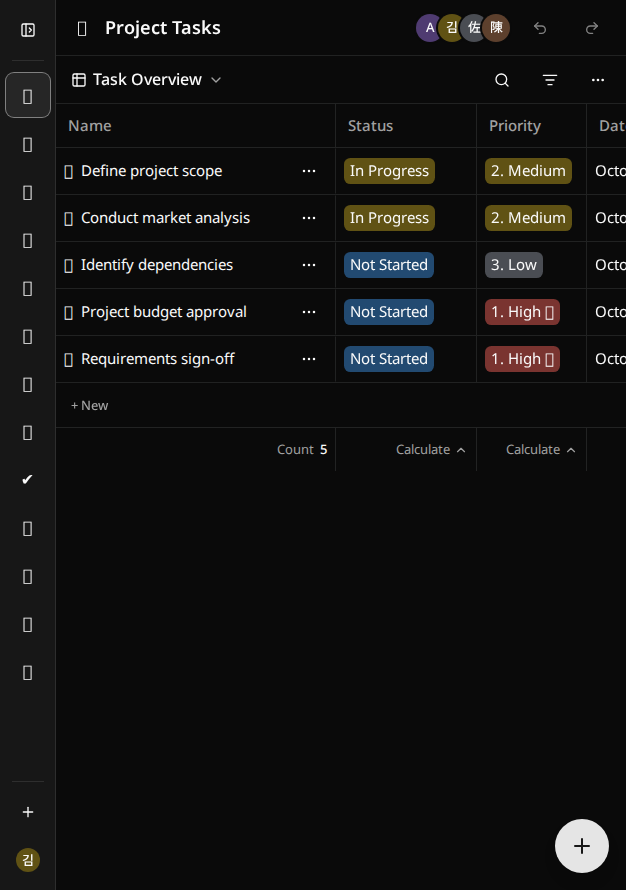 Project Tasks
A 김 佐 陳
Task Overview
Name Status Priority Dat
Define project scope In Progress 2. Medium Octo
Conduct market analysis In Progress 2. Medium Octo
Identify dependencies Not Started 3. Low Octo
Project budget approval Not Started 1. High Octo
Requirements sign-off Not Started 1. High Octo
+ New
Count 5 Calculate Calculate
김